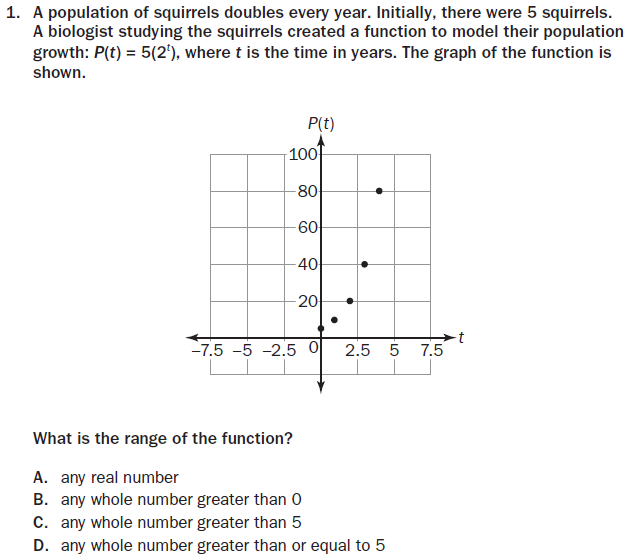 1. A population of squirrels doubles every year. Initially, there were 5 squirrels.
A biologist studying the squirrels created a function to model their population
growth: P(t) = 5(2ᵗ), where t is the time in years. The graph of the function is
shown.
P(t)
100
80
60
40
20
–7.5 –5 –2.5 0 2.5 5 7.5 t
What is the range of the function?
A. any real number
B. any whole number greater than 0
C. any whole number greater than 5
D. any whole number greater than or equal to 5